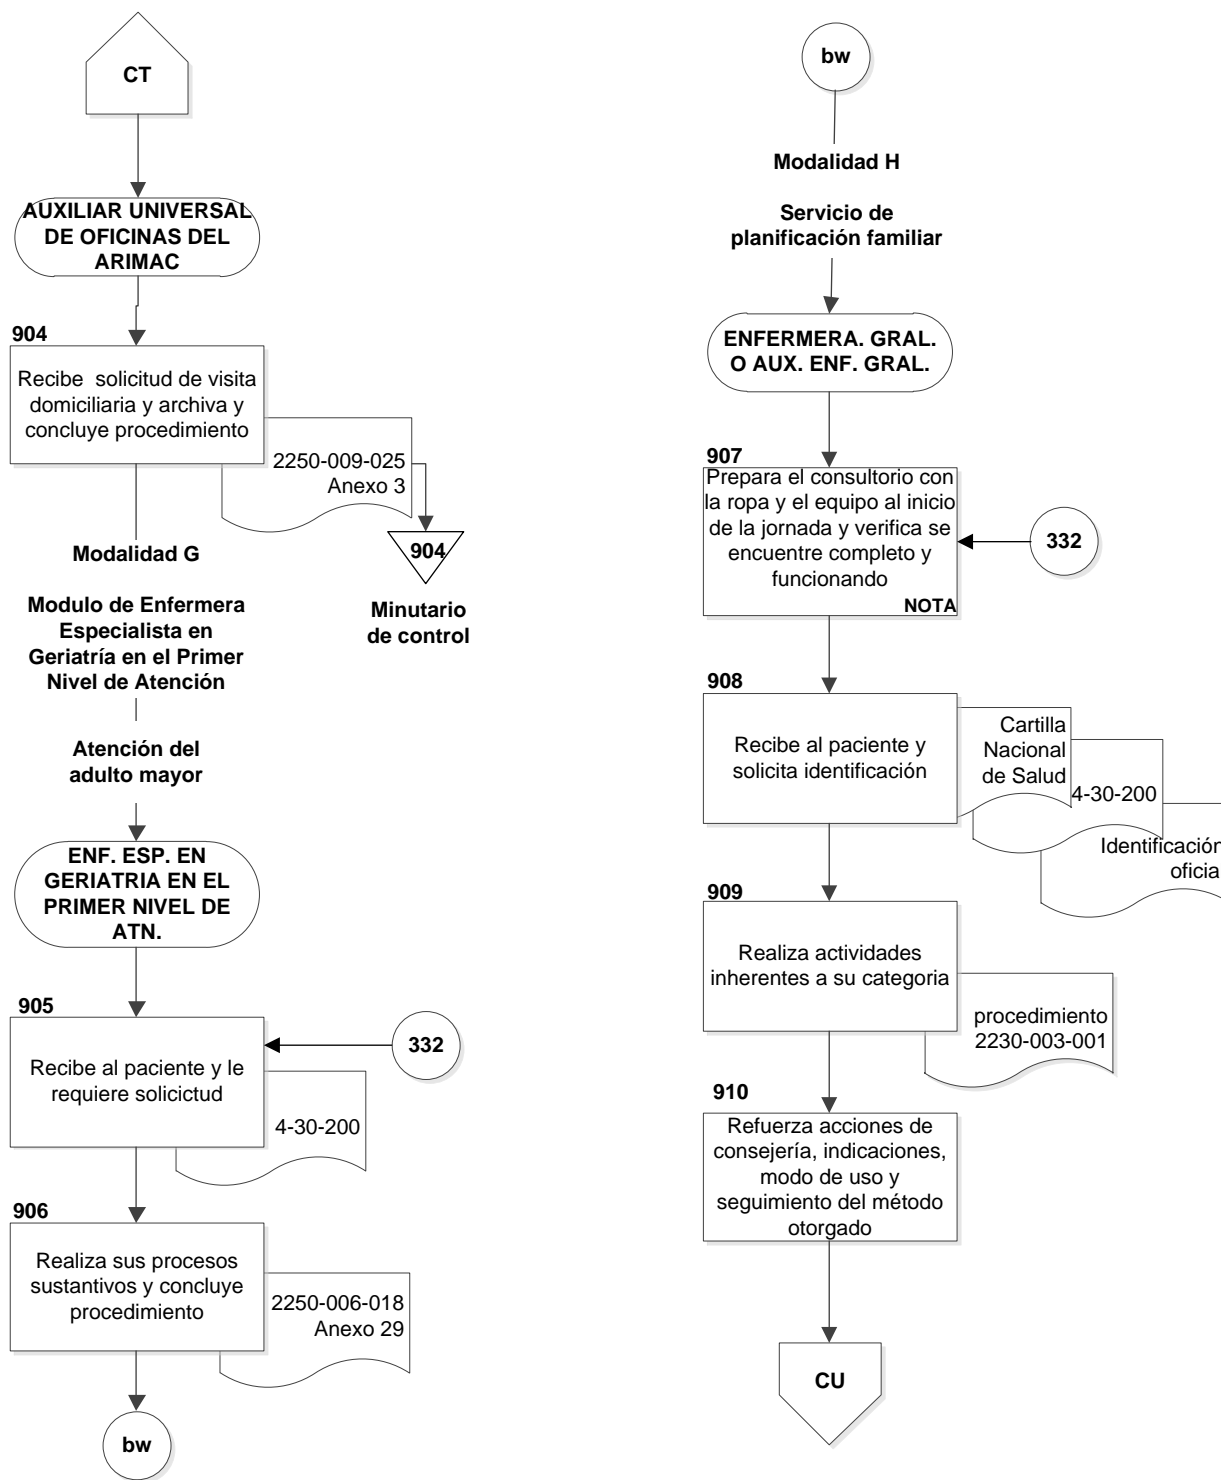 CT
AUXILIAR UNIVERSAL
DE OFICINAS DEL
ARIMAC
904
Recibe solicitud de visita
domiciliaria y archiva y
concluye procedimiento
2250-009-025
Anexo 3
904
Minutario
de control
Modalidad G
Modulo de Enfermera
Especialista en
Geriatría en el Primer
Nivel de Atención
Atención del
adulto mayor
ENF. ESP. EN
GERIATRIA EN EL
PRIMER NIVEL DE
ATN.
905
Recibe al paciente y le
requiere solicictud
332
4-30-200
906
Realiza sus procesos
sustantivos y concluye
procedimiento
2250-006-018
Anexo 29
bw
bw
Modalidad H
Servicio de
planificación familiar
ENFERMERA. GRAL.
O AUX. ENF. GRAL.
907
Prepara el consultorio con
la ropa y el equipo al inicio
de la jornada y verifica se
encuentre completo y
funcionando
NOTA
332
908
Recibe al paciente y
solicita identificación
Cartilla
Nacional
de Salud
4-30-200
Identificación
oficia
909
Realiza actividades
inherentes a su categoria
procedimiento
2230-003-001
910
Refuerza acciones de
consejería, indicaciones,
modo de uso y
seguimiento del método
otorgado
CU